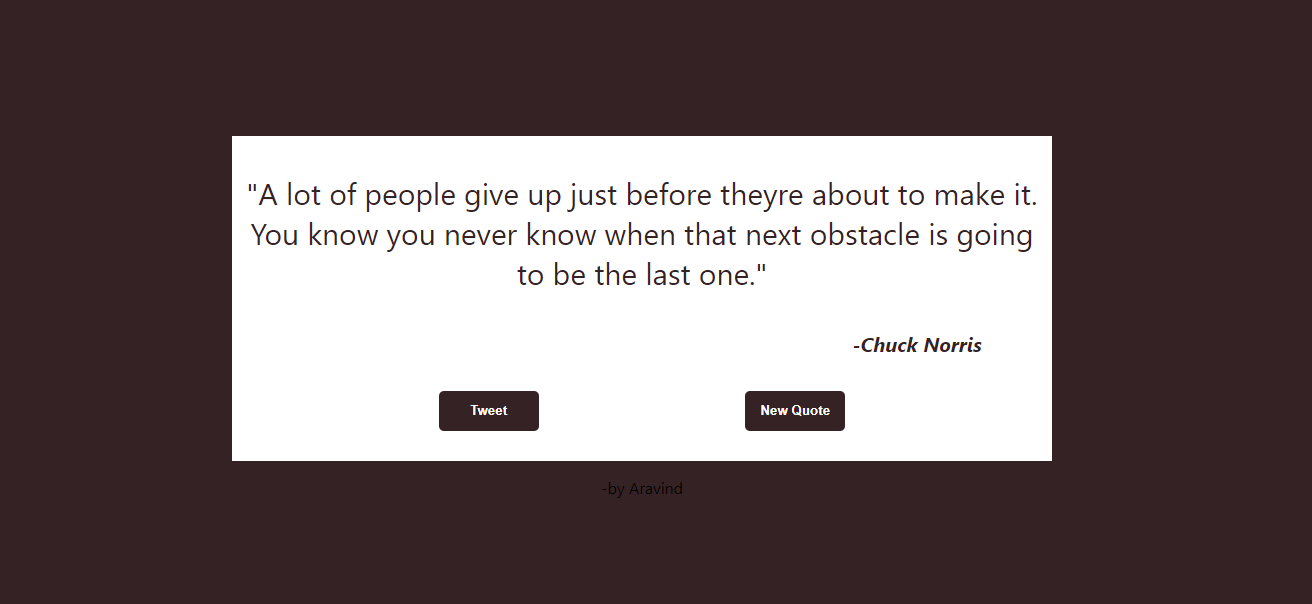 "A lot of people give up just before theyre about to make it.
You know you never know when that next obstacle is going
to be the last one."
-Chuck Norris
Tweet
New Quote
-by Aravind